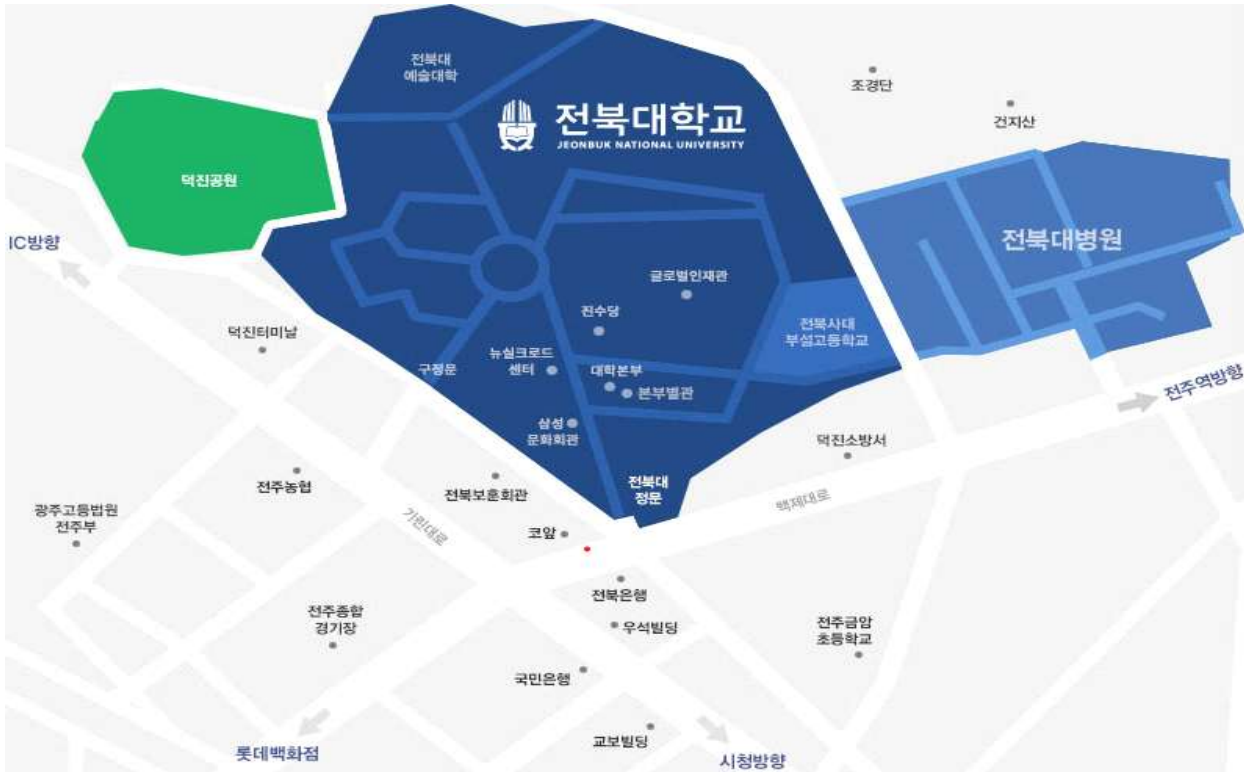 전북대
예술대학
조경단
건지산
전북대학교
JEONBUK NATIONAL UNIVERSITY
덕진공원
IC방향
전북대병원
글로벌인재관
진수당
덕진터미널
전북사대
부설고등학교
뉴실크로드
센터
구정문
대학본부
본부별관
전주역방향
삼성
문화회관
덕진소방서
전주농협
전북보훈회관
전북대
정문
백제대로
광주고등법원
전주부
기린대로
코앞
전북은행
전주종합
경기장
우석빌딩
전주금암
초등학교
국민은행
교보빌딩
롯데백화점
시청방향